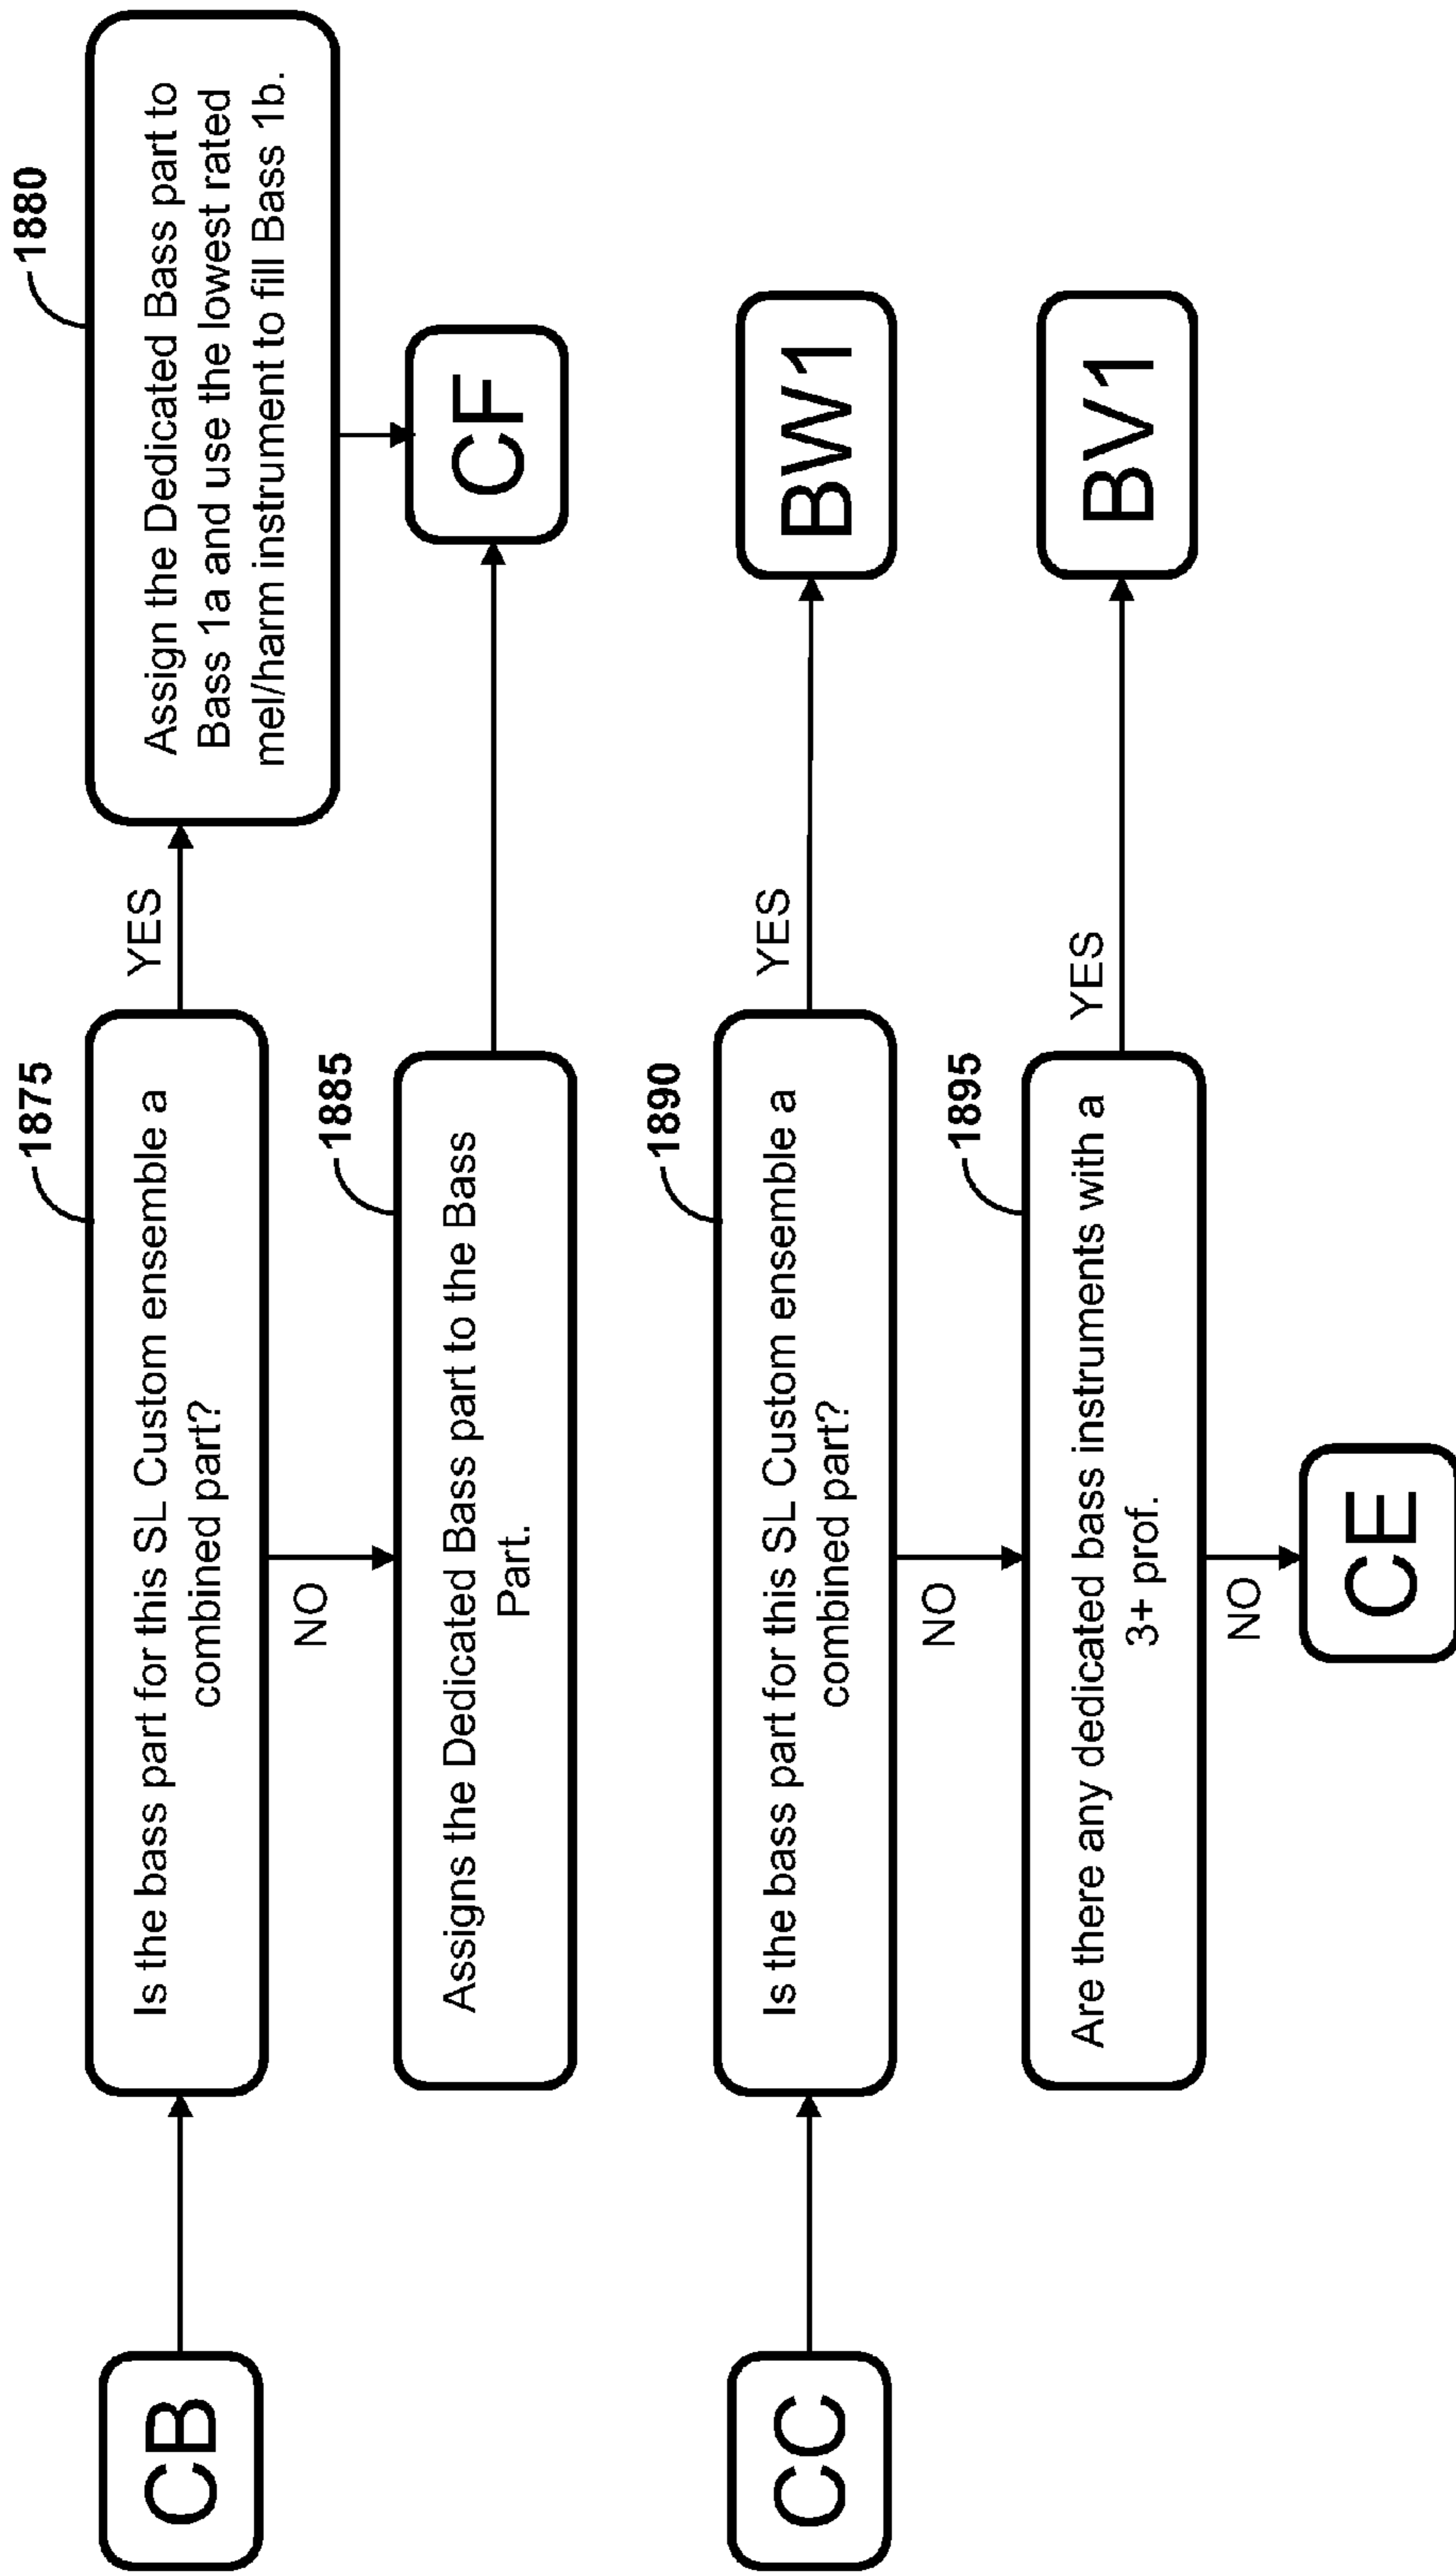 CB
1875
Is the bass part for this SL Custom ensemble a
combined part?
YES
1880
Assign the Dedicated Bass part to
Bass 1a and use the lowest rated
mel/harm instrument to fill Bass 1b.
NO
1885
Assigns the Dedicated Bass part to the Bass
Part.
CF
CC
1890
Is the bass part for this SL Custom ensemble a
combined part?
YES
BW1
NO
1895
Are there any dedicated bass instruments with a
3+ prof.
YES
BV1
NO
CE